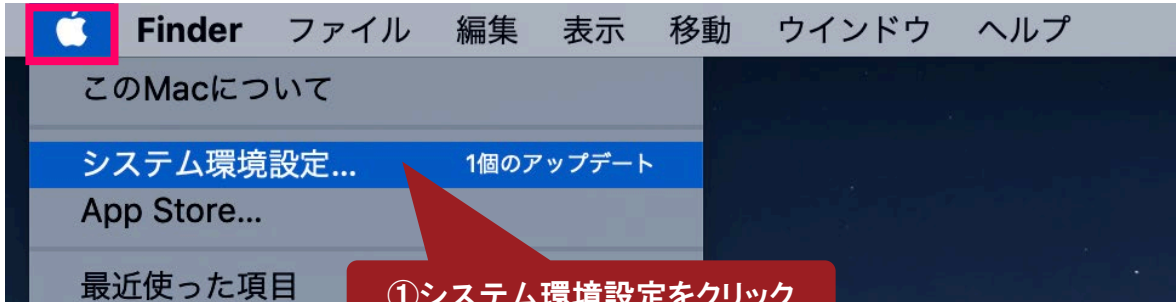 Finder ファイル 編集 表示 移動 ウインドウ ヘルプ
このMacについて
システム環境設定... 1個のアップデート
App Store...
最近使った項目
①システム環境設定をクリック